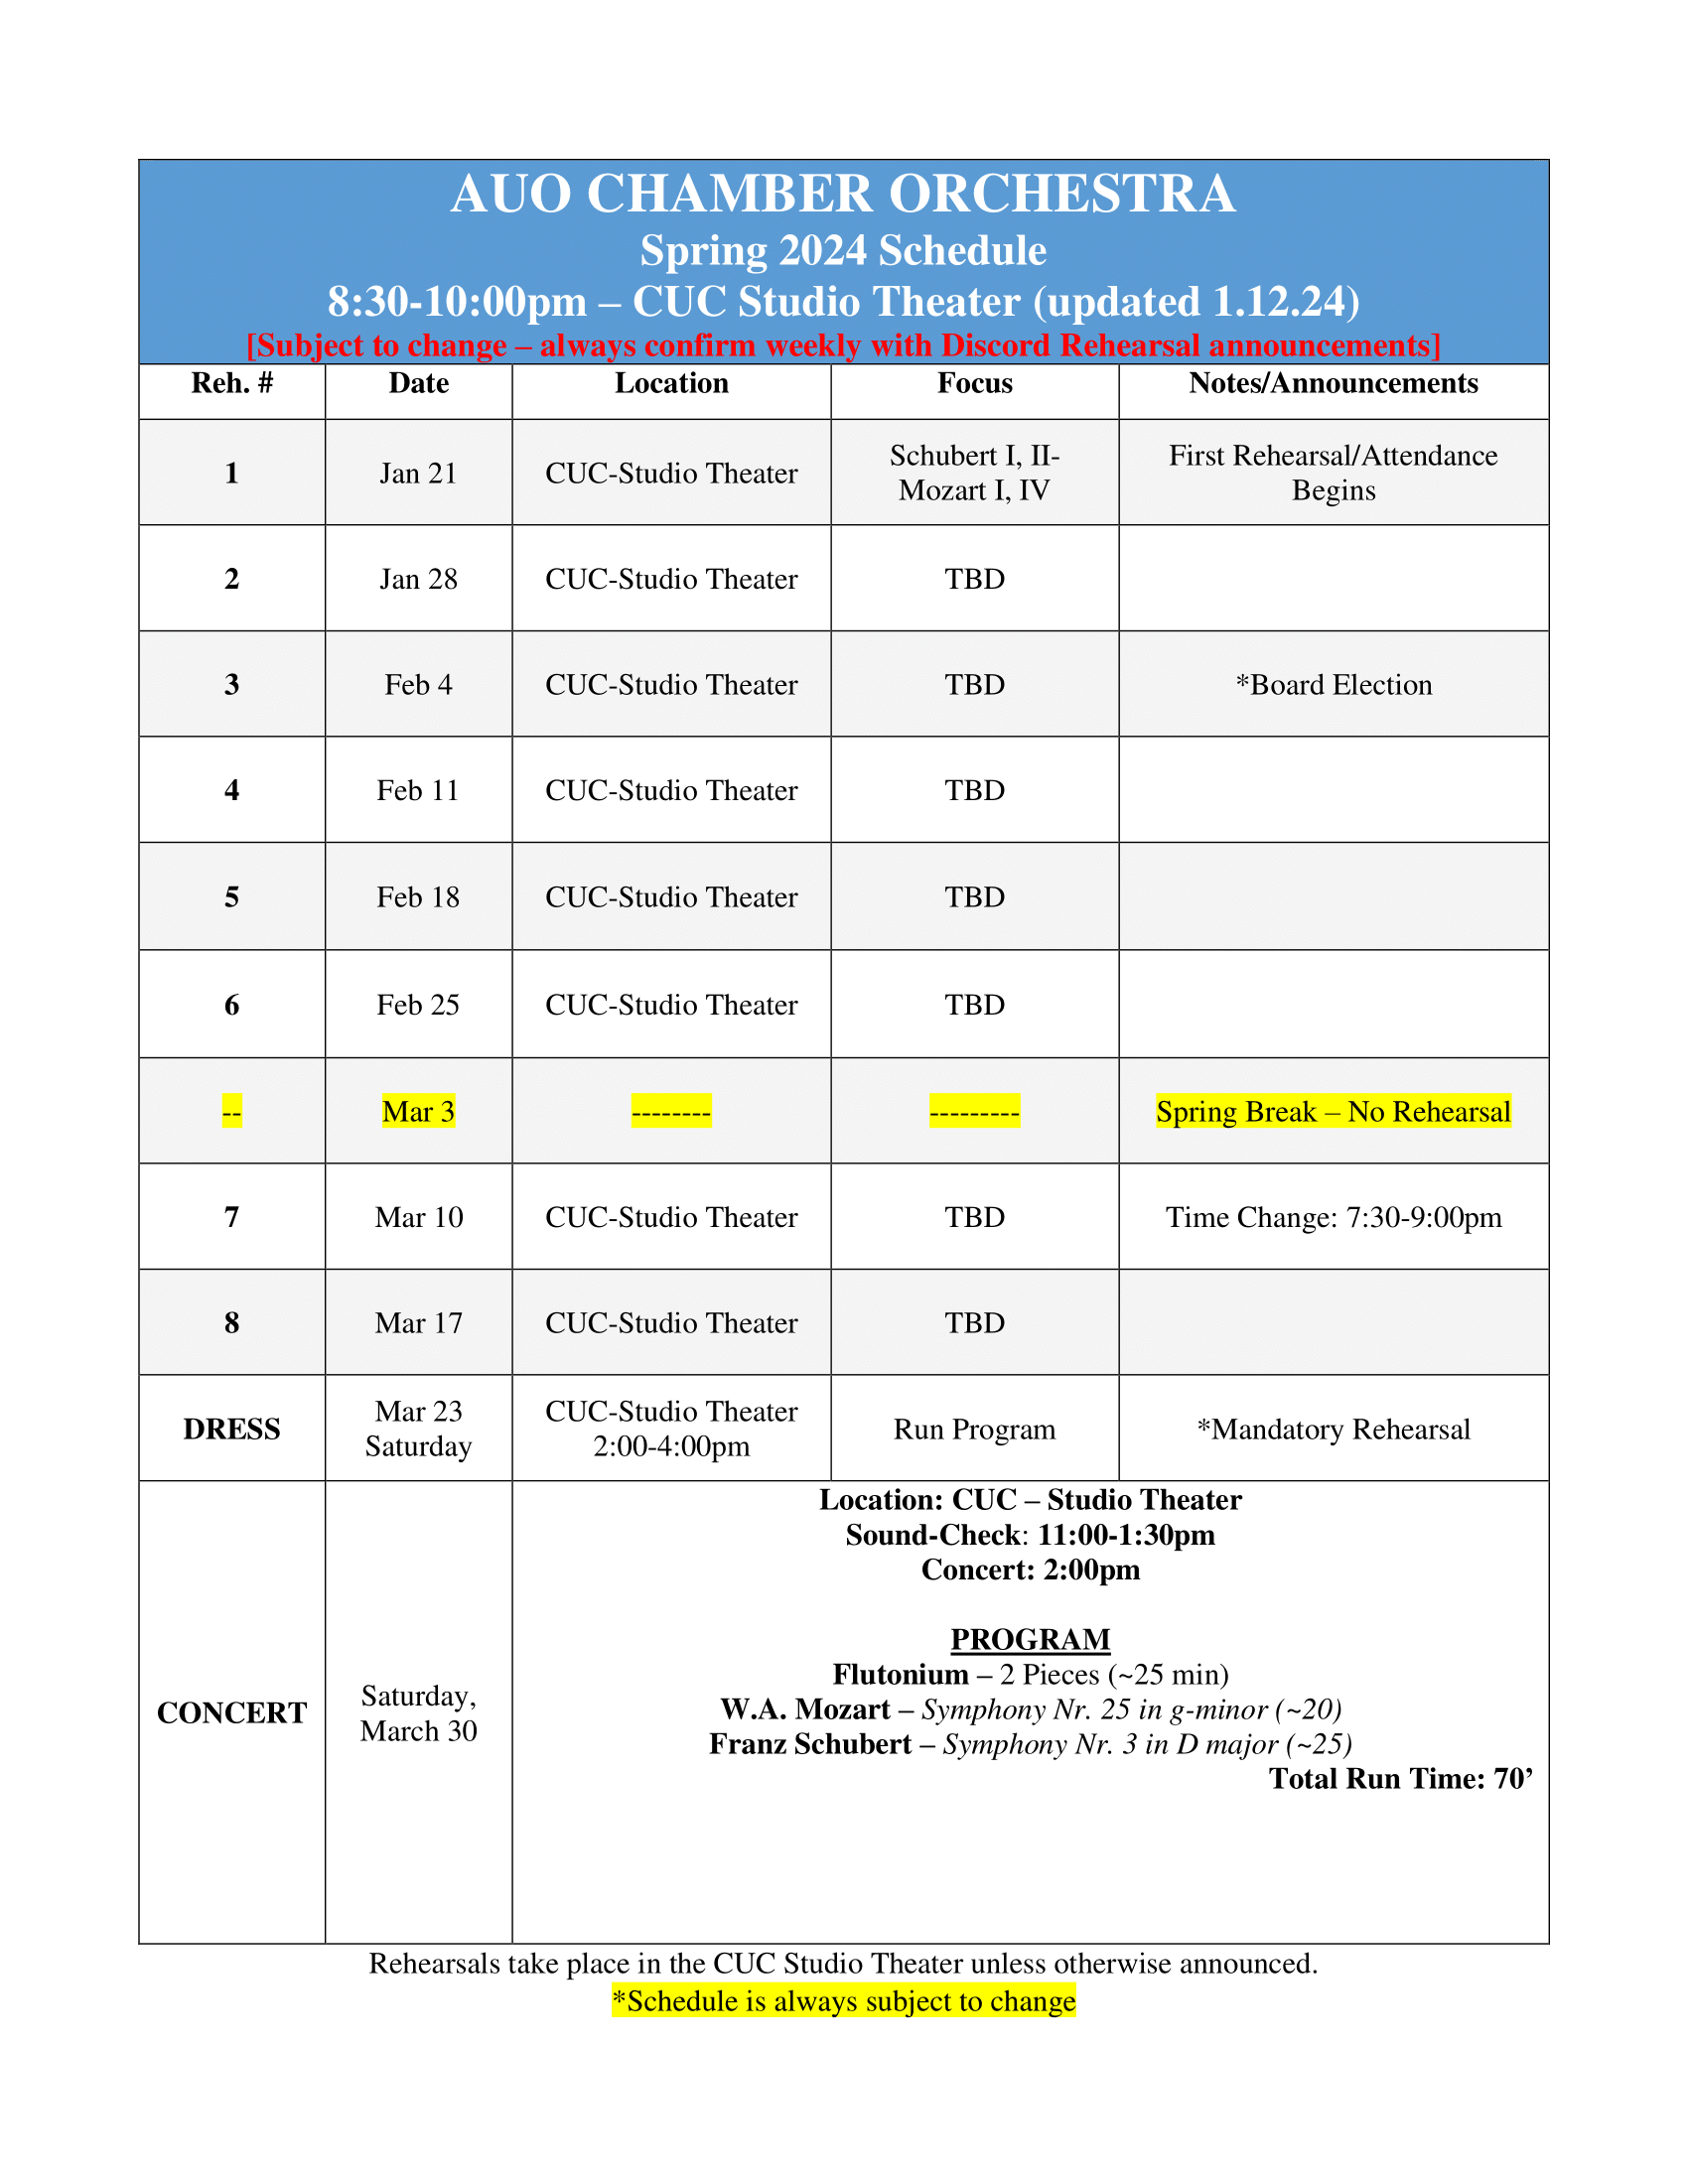 AUO CHAMBER ORCHESTRA
Spring 2024 Schedule
8:30-10:00pm – CUC Studio Theater (updated 1.12.24)
[Subject to change – always confirm weekly with Discord Rehearsal announcements]
Reh. # Date Location Focus Notes/Announcements
1 Jan 21 CUC-Studio Theater Schubert I, II- Mozart I, IV First Rehearsal/Attendance Begins
2 Jan 28 CUC-Studio Theater TBD
3 Feb 4 CUC-Studio Theater TBD *Board Election
4 Feb 11 CUC-Studio Theater TBD
5 Feb 18 CUC-Studio Theater TBD
6 Feb 25 CUC-Studio Theater TBD
-- Mar 3 -------- --------- Spring Break – No Rehearsal
7 Mar 10 CUC-Studio Theater TBD Time Change: 7:30-9:00pm
8 Mar 17 CUC-Studio Theater TBD
DRESS Mar 23 Saturday CUC-Studio Theater 2:00-4:00pm Run Program *Mandatory Rehearsal
CONCERT
Saturday,
March 30
Location: CUC – Studio Theater
Sound-Check: 11:00-1:30pm
Concert: 2:00pm
PROGRAM
Flutonium – 2 Pieces (~25 min)
W.A. Mozart – Symphony Nr. 25 in g-minor (~20)
Franz Schubert – Symphony Nr. 3 in D major (~25)
Total Run Time: 70’
Rehearsals take place in the CUC Studio Theater unless otherwise announced.
*Schedule is always subject to change